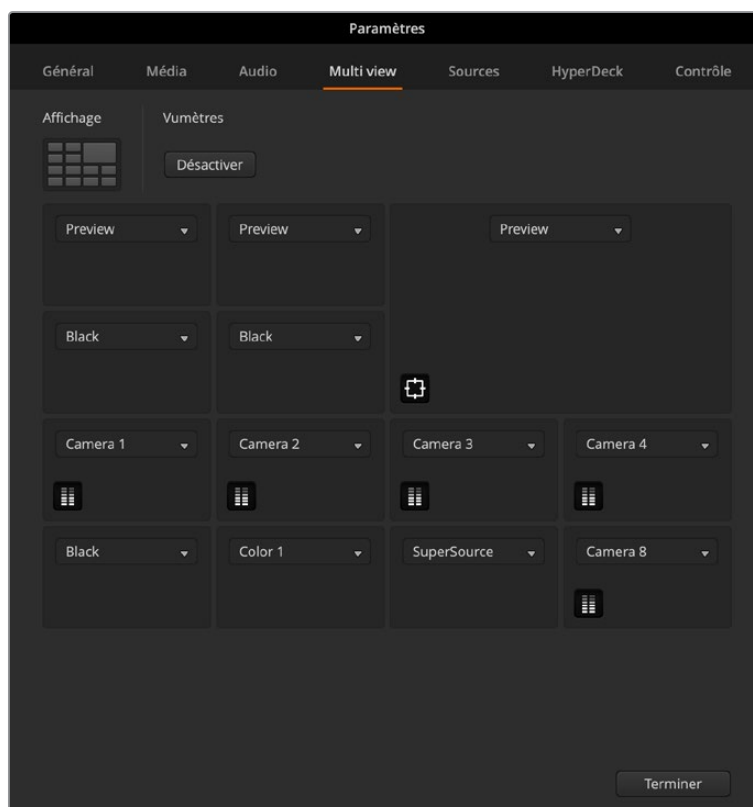 Paramètres
Général Média Audio Multi view Sources HyperDeck Contrôle
Affichage Vumètres
Désactiver
Preview Preview Preview
Black Black
Camera 1 Camera 2 Camera 3 Camera 4
Black Color 1 SuperSource Camera 8
Terminer